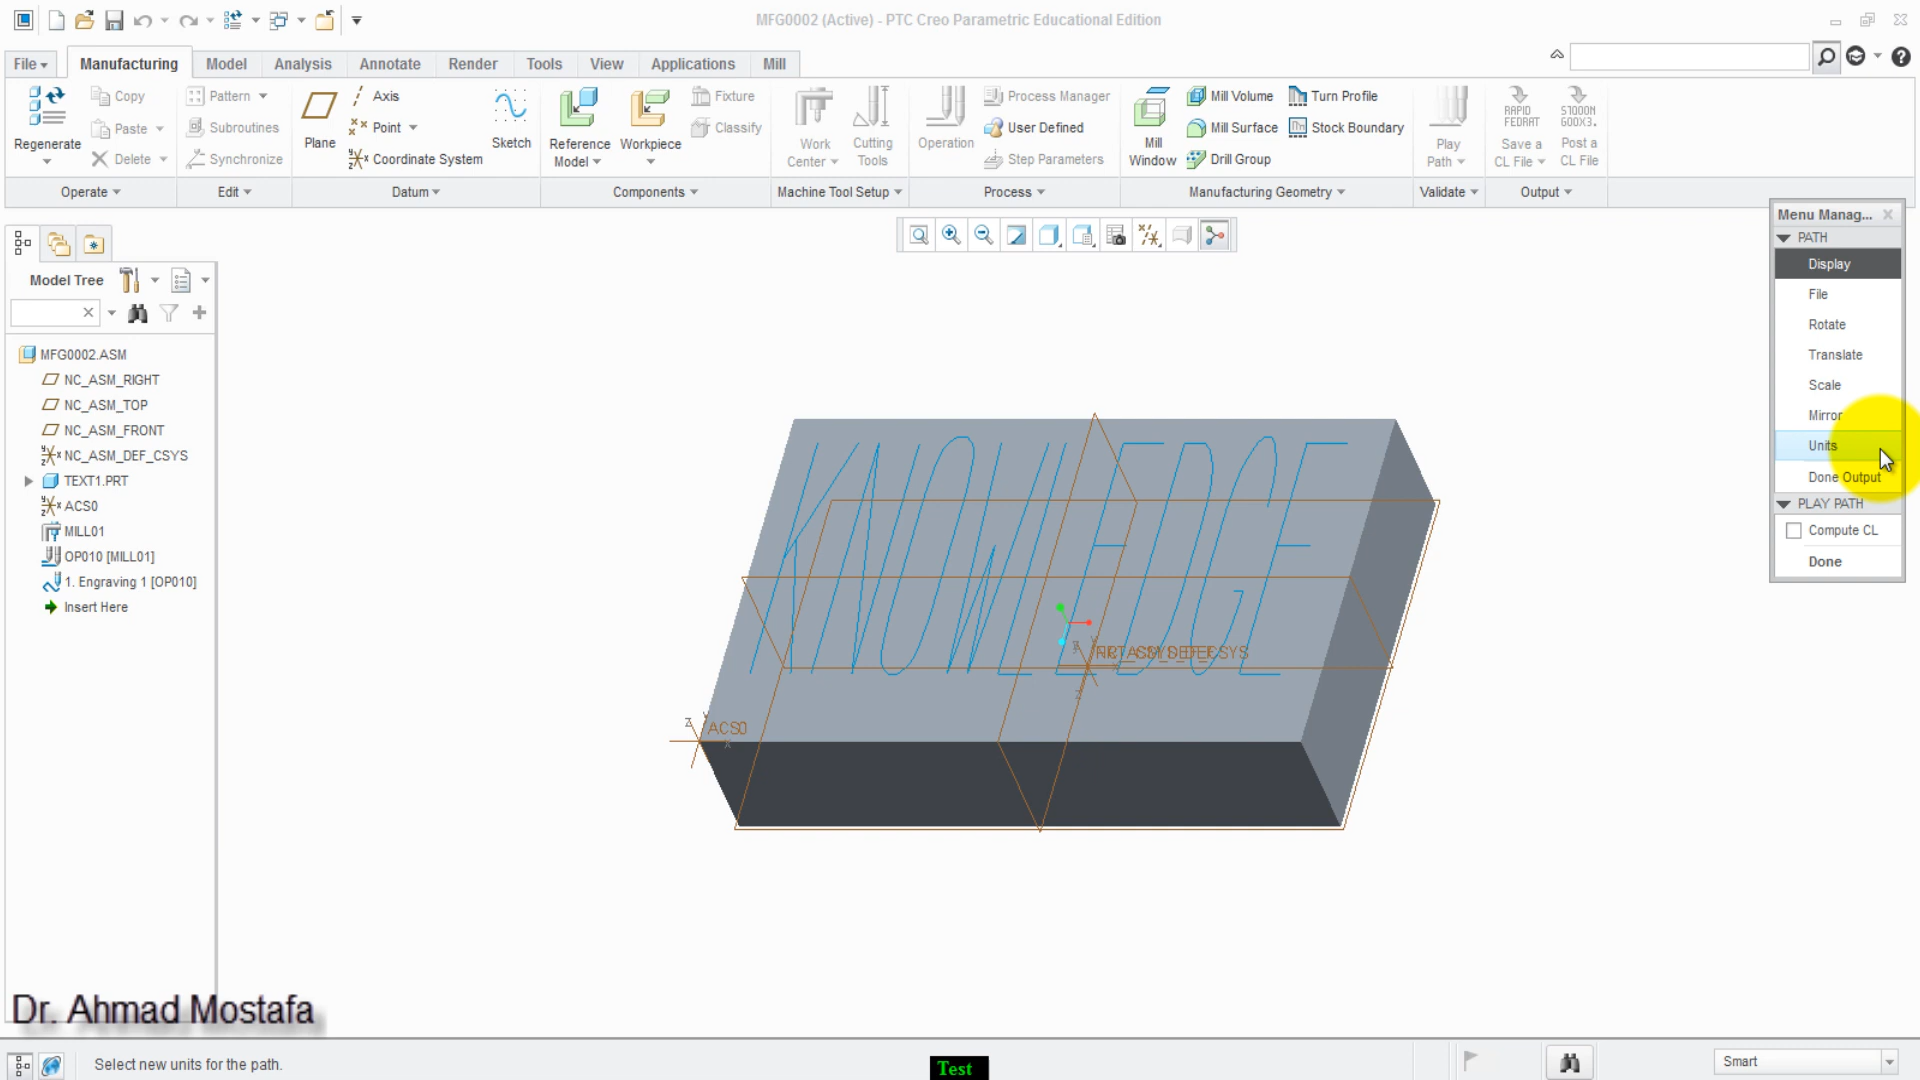 MFG0002 (Active) - PTC Creo Parametric Educational Edition
File Manufacturing Model Analysis Annotate Render Tools View Applications Mill
Regenerate
Copy
Paste
Delete
Operate
Pattern
Subroutines
Synchronize
Edit
Plane
Axis
Point
Coordinate System
Sketch
Datum
Reference
Model
Workpiece
Fixture
Classify
Components
Work
Center
Cutting
Tools
Machine Tool Setup
Operation
Process Manager
User Defined
Step Parameters
Process
Mill
Window
Mill Volume
Mill Surface
Drill Group
Turn Profile
Stock Boundary
Manufacturing Geometry
Play
Path
Validate
RAPID
FEDRAT
Save a
CL File
S1000M
G00X3.
Post a
CL File
Output
Menu Manag...
PATH
Display
File
Rotate
Translate
Scale
Mirror
Units
Done Output
PLAY PATH
Compute CL
Done
Model Tree
MFG0002.ASM
NC_ASM_RIGHT
NC_ASM_TOP
NC_ASM_FRONT
NC_ASM_DEF_CSYS
TEXT1.PRT
ACS0
MILL01
OP010 [MILL01]
1. Engraving 1 [OP010]
Insert Here
KNOWLEDGE
ACS0
Dr. Ahmad Mostafa
Select new units for the path.
Test
Smart